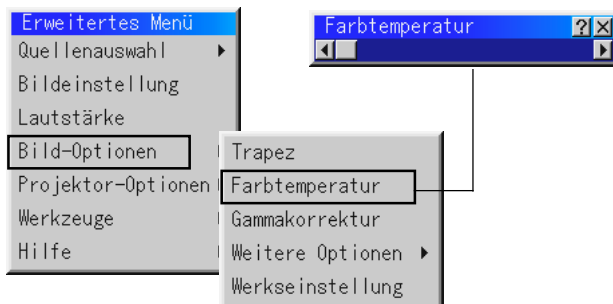 Erweitertes Menü
Quellenauswahl
Bildeinstellung
Lautstärke
Bild-Optionen
Projektor-Optionen
Werkzeuge
Hilfe
Trapez
Farbtemperatur
Gammakorrektur
Weitere Optionen
Werkseinstellung
Farbtemperatur ?